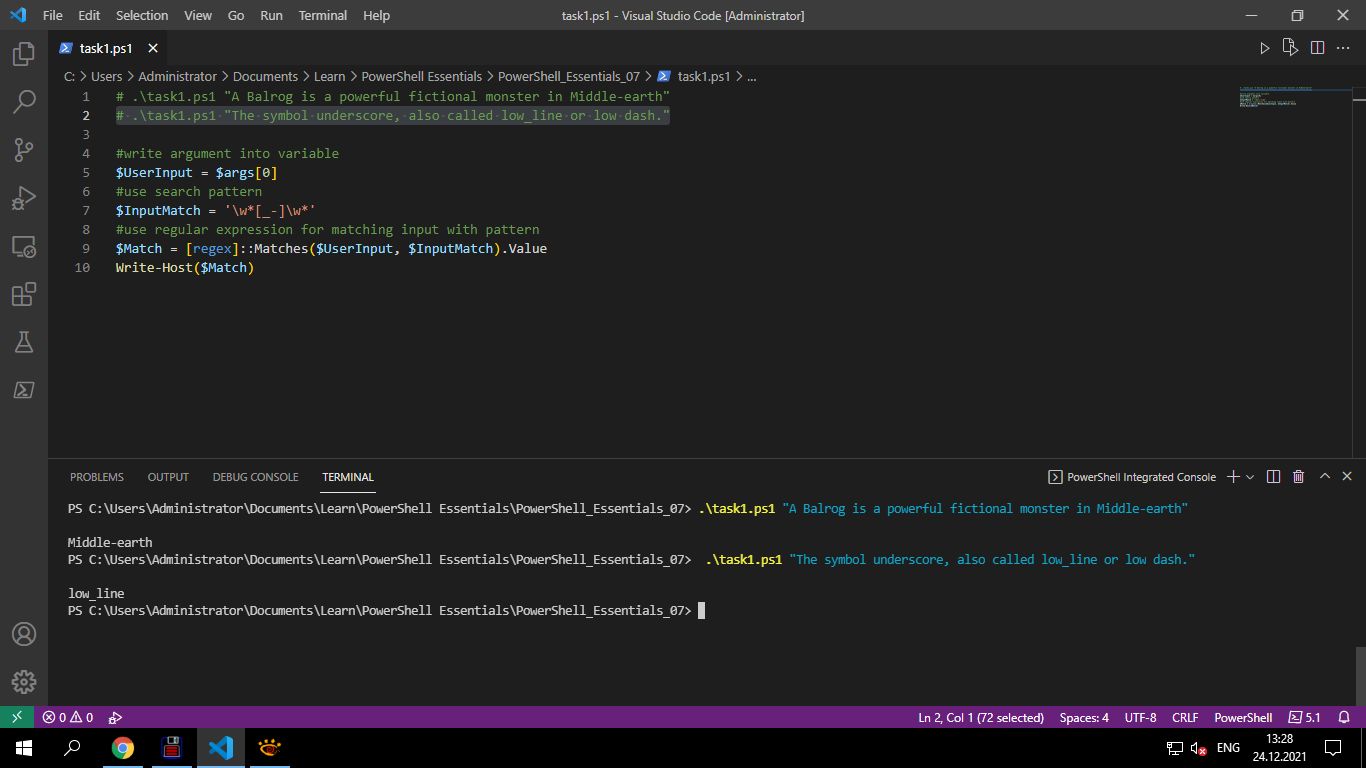 File Edit Selection View Go Run Terminal Help task1.ps1 - Visual Studio Code [Administrator]
task1.ps1
C: > Users > Administrator > Documents > Learn > PowerShell Essentials > PowerShell_Essentials_07 > task1.ps1 > ...
1 # .\task1.ps1 "A Balrog is a powerful fictional monster in Middle-earth"
2 # .\task1.ps1 "The symbol underscore, also called low_line or low dash."
3
4 #write argument into variable
5 $UserInput = $args[0]
6 #use search pattern
7 $InputMatch = '\w*[_-]\w*'
8 #use regular expression for matching input with pattern
9 $Match = [regex]::Matches($UserInput, $InputMatch).Value
10 Write-Host($Match)
PROBLEMS OUTPUT DEBUG CONSOLE TERMINAL PowerShell Integrated Console
PS C:\Users\Administrator\Documents\Learn\PowerShell Essentials\PowerShell_Essentials_07> .\task1.ps1 "A Balrog is a powerful fictional monster in Middle-earth"
Middle-earth
PS C:\Users\Administrator\Documents\Learn\PowerShell Essentials\PowerShell_Essentials_07> .\task1.ps1 "The symbol underscore, also called low_line or low dash."
low_line
PS C:\Users\Administrator\Documents\Learn\PowerShell Essentials\PowerShell_Essentials_07>
0 0 Ln 2, Col 1 (72 selected) Spaces: 4 UTF-8 CRLF PowerShell 5.1
ENG 13:28
24.12.2021